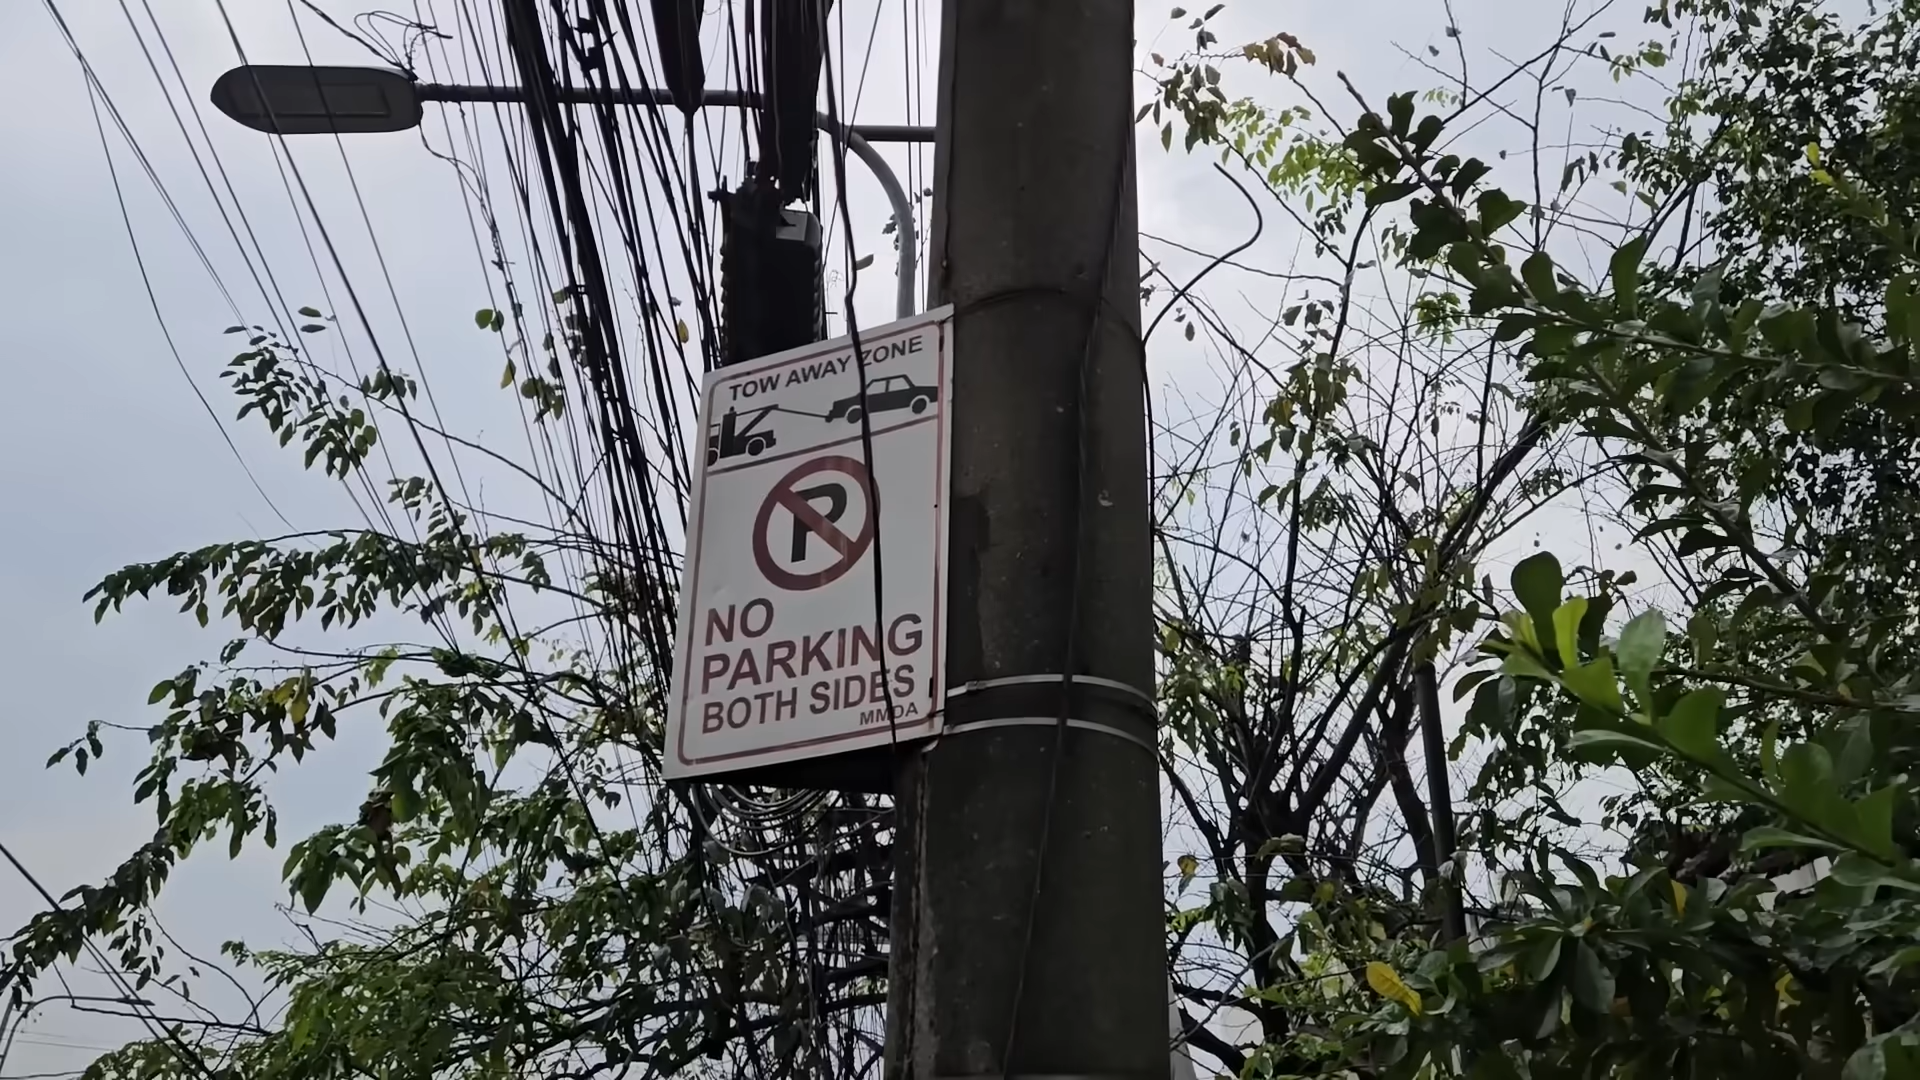 TOW AWAY ZONE
P
NO
PARKING
BOTH SIDES
MMDA